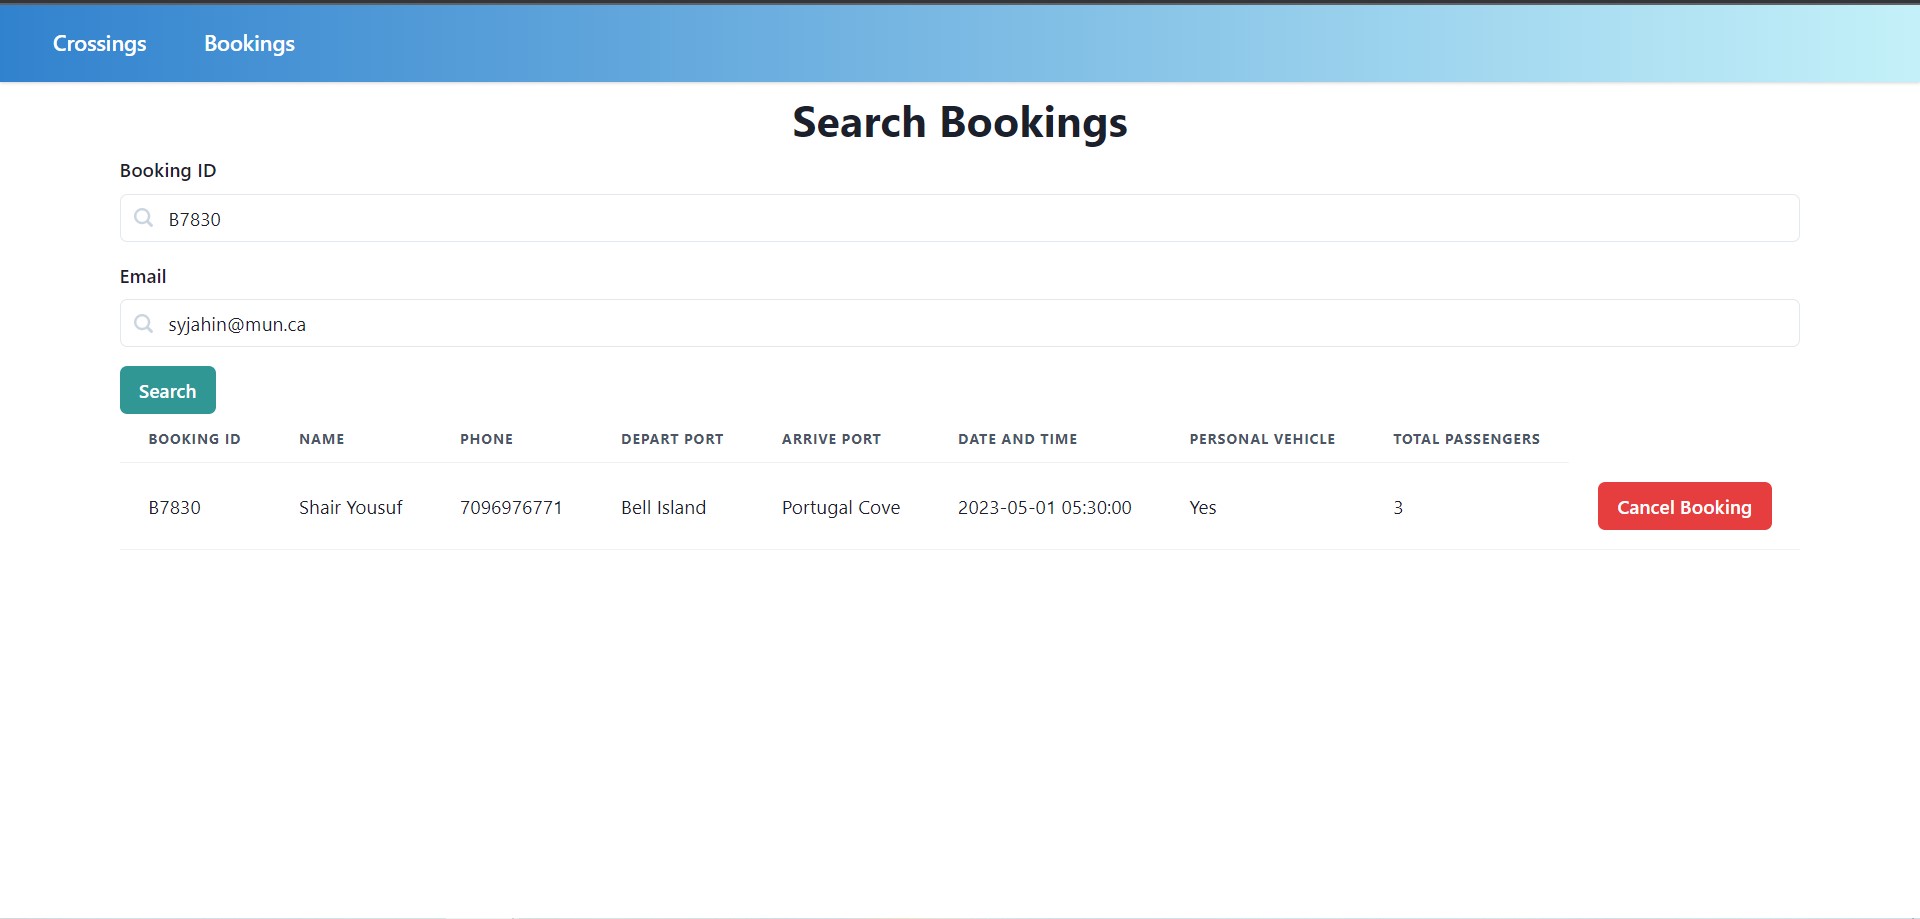 Crossings Bookings
Search Bookings
Booking ID
B7830
Email
syjahin@mun.ca
Search
BOOKING ID NAME PHONE DEPART PORT ARRIVE PORT DATE AND TIME PERSONAL VEHICLE TOTAL PASSENGERS
B7830 Shair Yousuf 7096976771 Bell Island Portugal Cove 2023-05-01 05:30:00 Yes 3 Cancel Booking